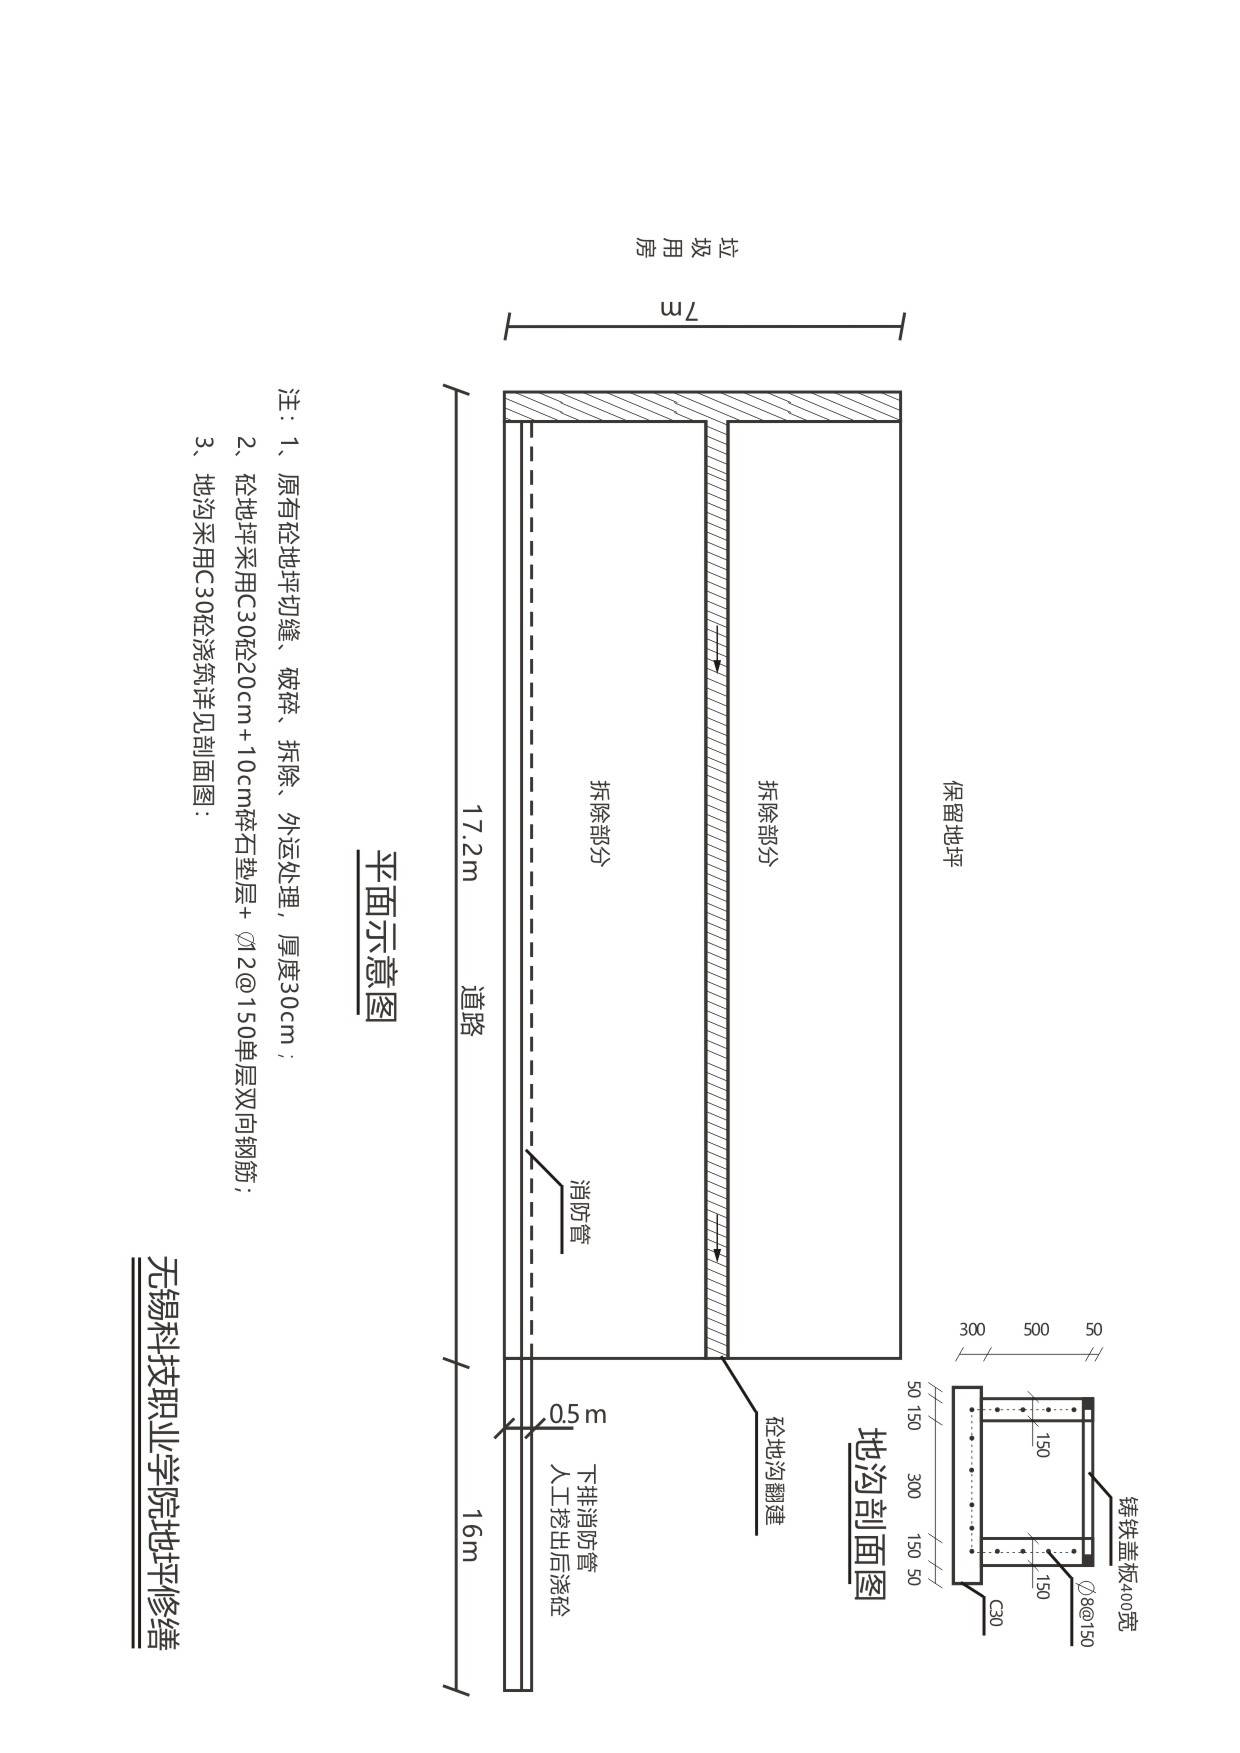 垃圾用房
7m
保留地坪
拆除部分
拆除部分
消防管
砼地沟翻建
0.5m
下排消防管
人工挖出后浇砼
17.2m
道路
16m
平面示意图
铸铁盖板400宽
∅8@150
C30
50
500
300
150
150
50
150
300
150
50
地沟剖面图
注：1、原有砼地坪切缝、破碎、拆除、外运处理，厚度30cm；
2、砼地坪采用C30砼20cm+10cm碎石垫层+ ∅12@150单层双向钢筋；
3、地沟采用C30砼浇筑详见剖面图：
无锡科技职业学院地坪修缮